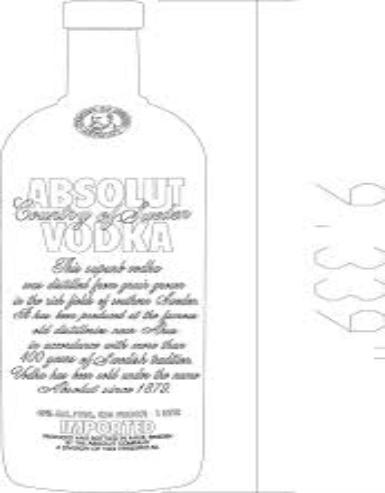 ABSOLUT
Country of Sweden
VODKA
This superb vodka
was distilled from grain grown
in the rich fields of southern Sweden.
It has been produced at the famous
old distilleries near Åhus
in accordance with more than
400 years of Swedish tradition.
Vodka has been sold under the name
Absolut since 1879.
IMPORTED